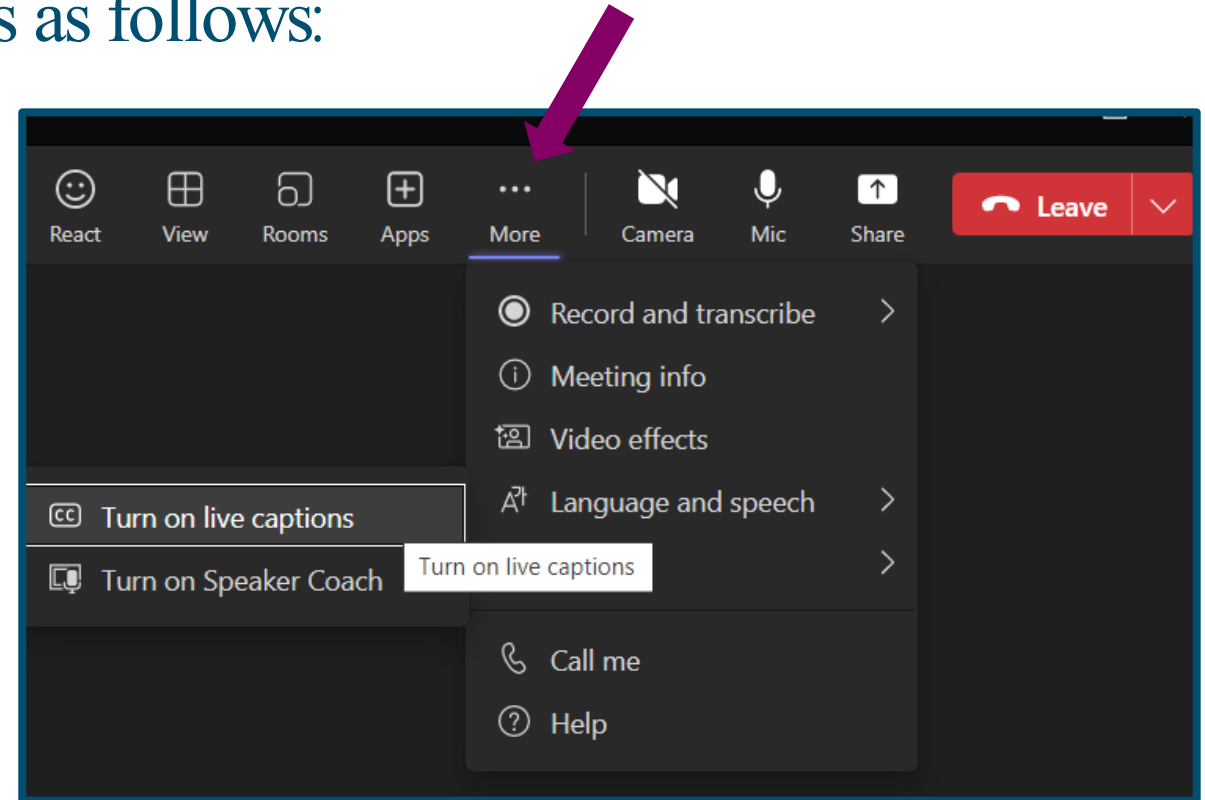 s as follows:
React View Rooms Apps More Camera Mic Share Leave
Record and transcribe
Meeting info
Video effects
Language and speech
CC Turn on live captions
Turn on live captions
Turn on Speaker Coach
Call me
Help